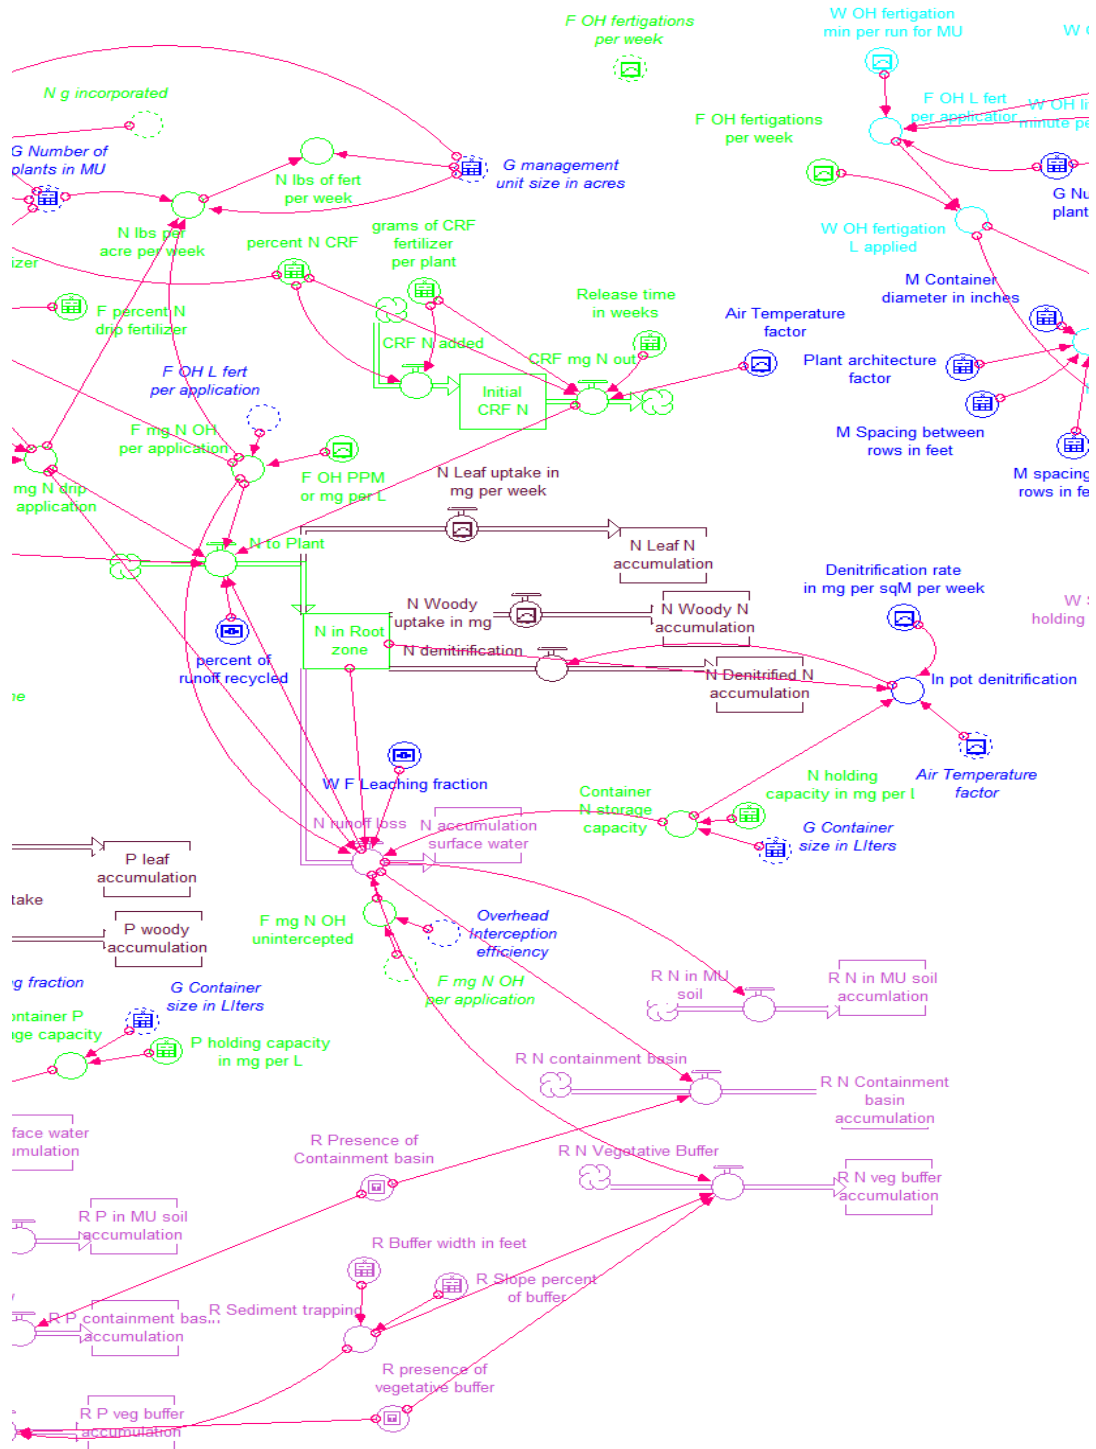 F OH fertigations
per week
W OH fertigation
min per run for MU
N g incorporated
G Number of
plants in MU
N lbs of fert
per week
G management
unit size in acres
F OH fertigations
per week
F OH L fert
per application
W OH
minute pe
N lbs per
acre per week
percent N CRF
grams of CRF
fertilizer
per plant
W OH fertigation
L applied
plant
izer
F percent N
drip fertilizer
CRF N added
Release time
in weeks
CRF mg N out
Air Temperature
factor
M Container
diameter in inches
Plant architecture
factor
F OH L fert
per application
Initial
CRF N
F mg N OH
per application
M Spacing between
rows in feet
M spacing
rows in fe
mg N drip
application
F OH PPM
or mg per L
N Leaf uptake in
mg per week
N to Plant
N Leaf N
accumulation
Denitrification rate
in mg per sqM per week
N Woody
uptake in mg
N Woody N
accumulation
holding
N in Root
zone
N denitirification
N Denitrified N
accumulation
percent of
runoff recycled
In pot denitrification
W F Leaching fraction
N holding
capacity in mg per l
Air Temperature
factor
Container
N storage
capacity
G Container
size in LIters
N runoff loss
N accumulation
surface water
P leaf
accumulation
take
P woody
accumulation
F mg N OH
unintercepted
Overhead
Interception
efficiency
F mg N OH
per application
g fraction
G Container
size in LIters
ontainer P
age capacity
P holding capacity
in mg per L
R N in MU
soil
R N in MU soil
accumlation
R N containment basin
R N Containment
basin
accumulation
face water
umulation
R Presence of
Containment basin
R N Vegetative Buffer
R N veg buffer
accumulation
R P in MU soil
accumulation
R Buffer width in feet
R Slope percent
of buffer
R Sediment trapping
R P containment basin
accumulation
R presence of
vegetative buffer
R P veg buffer
accumulation